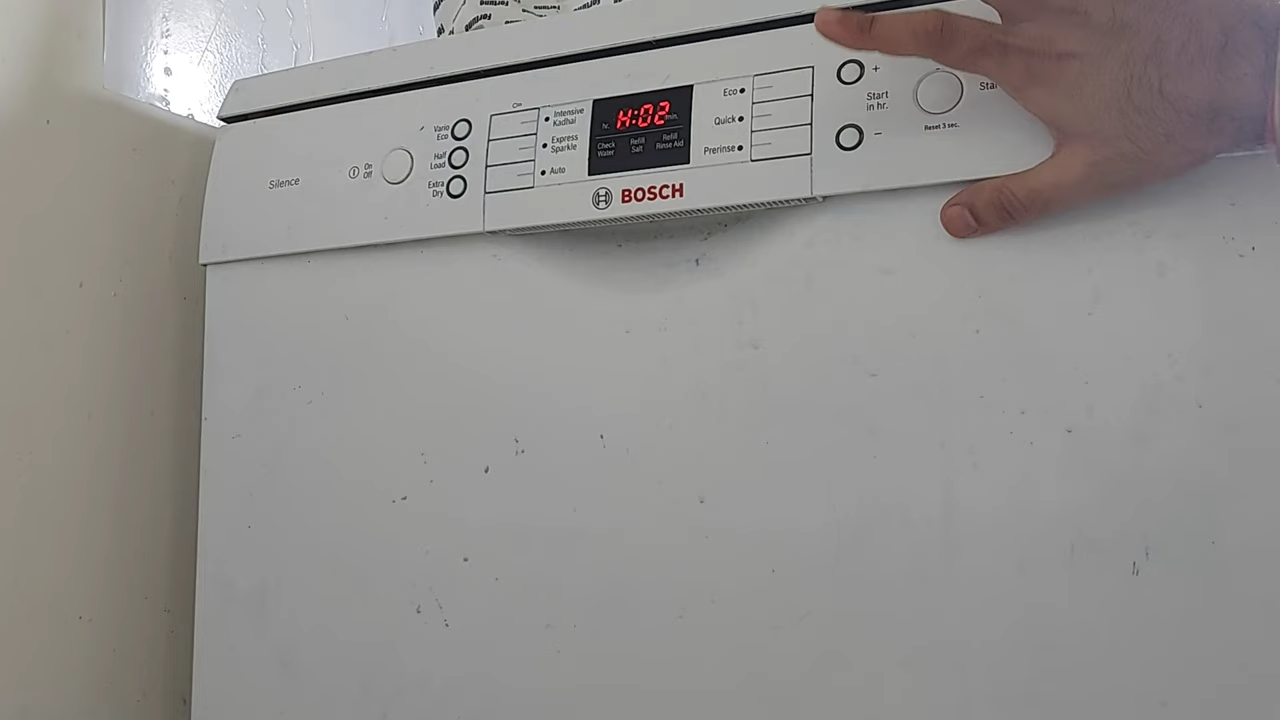 Fortune
Silence
On
Off
Vario
Eco
Half
Load
Extra
Dry
Intensive
Kadhai
Express
Sparkle
Auto
hr.
H:02
min.
Check
Water
Refill
Salt
Refill
Rinse Aid
BOSCH
Eco
Quick
Prerinse
+
Start
in hr.
-
Reset 3 sec.